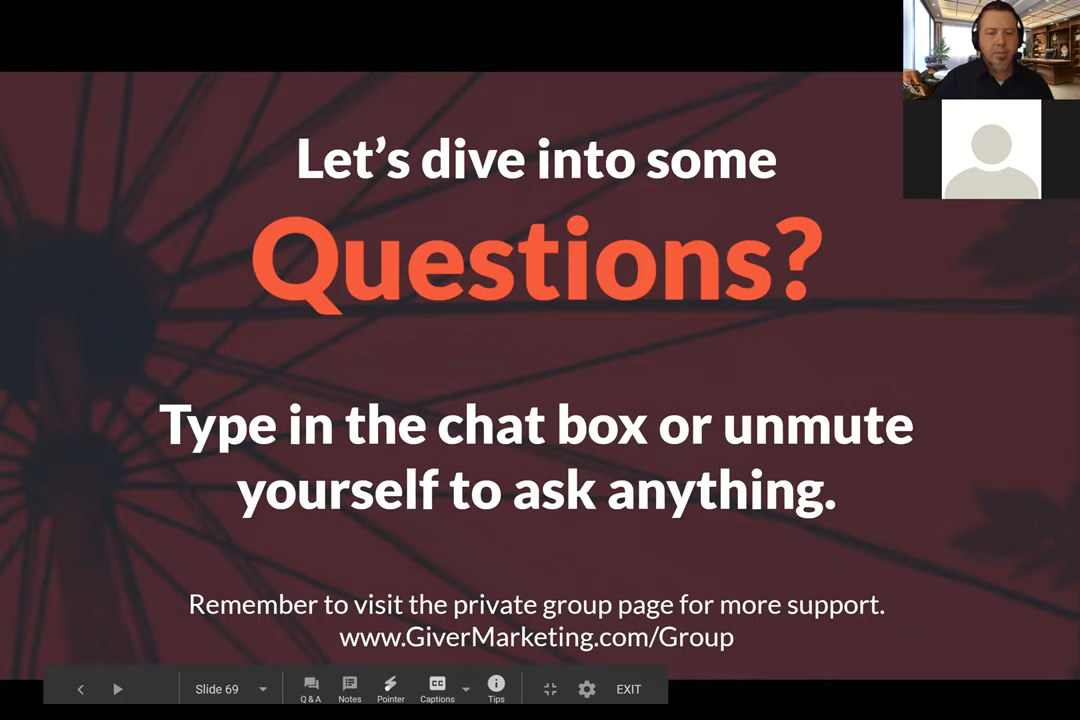 Let’s dive into some
Questions?
Type in the chat box or unmute
yourself to ask anything.
Remember to visit the private group page for more support.
www.GiverMarketing.com/Group
Slide 69
Q & A
Notes
Pointer
CC
Captions
Tips
EXIT